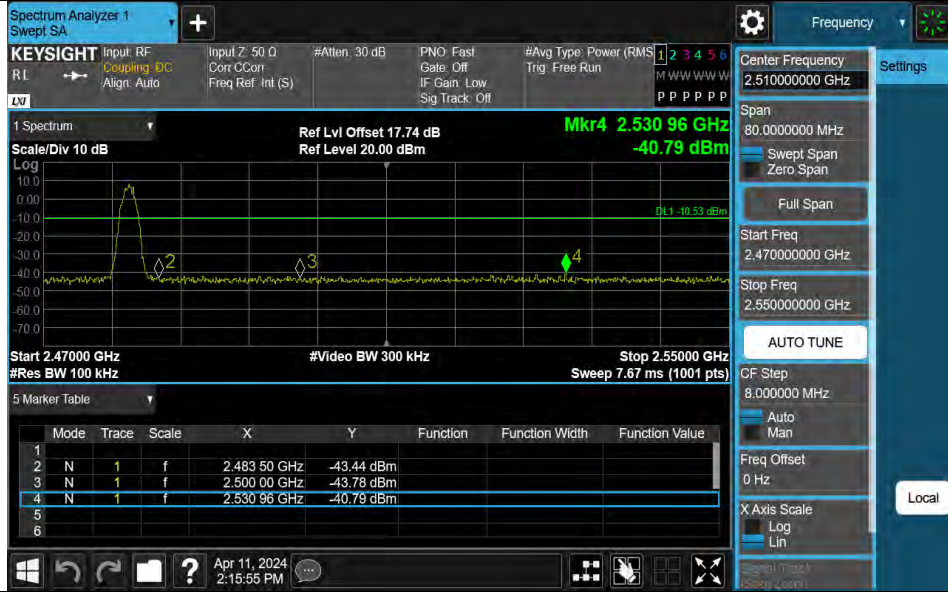 Spectrum Analyzer 1
Swept SA
+
Frequency
KEYSIGHT
RL
LXI
Input: RF
Coupling: DC
Align: Auto
Input Z: 50 Ω
Corr CCorr
Freq Ref: Int (S)
#Atten: 30 dB
PNO: Fast
Gate: Off
IF Gain: Low
Sig Track: Off
#Avg Type: Power (RMS
Trig: Free Run
1 2 3 4 5 6
M W W W W W
P P P P P P
1 Spectrum
Scale/Div 10 dB
Ref Lvl Offset 17.74 dB
Ref Level 20.00 dBm
Mkr4 2.530 96 GHz
-40.79 dBm
Log
10.0
0.00
-10.0
-20.0
-30.0
-40.0
-50.0
-60.0
-70.0
DL1 -10.53 dBm
2
3
4
Start 2.47000 GHz
#Video BW 300 kHz
Stop 2.55000 GHz
#Res BW 100 kHz
Sweep 7.67 ms (1001 pts)
5 Marker Table
Mode Trace Scale X Y Function Function Width Function Value
1
2 N 1 f 2.483 50 GHz -43.44 dBm
3 N 1 f 2.500 00 GHz -43.78 dBm
4 N 1 f 2.530 96 GHz -40.79 dBm
5
6
?
Apr 11, 2024
2:15:55 PM
Center Frequency
2.510000000 GHz
Settings
Span
80.0000000 MHz
Swept Span
Zero Span
Full Span
Start Freq
2.470000000 GHz
Stop Freq
2.550000000 GHz
AUTO TUNE
CF Step
8.000000 MHz
Auto
Man
Freq Offset
0 Hz
Local
X Axis Scale
Log
Lin
Signal Track
(Span Zoom)